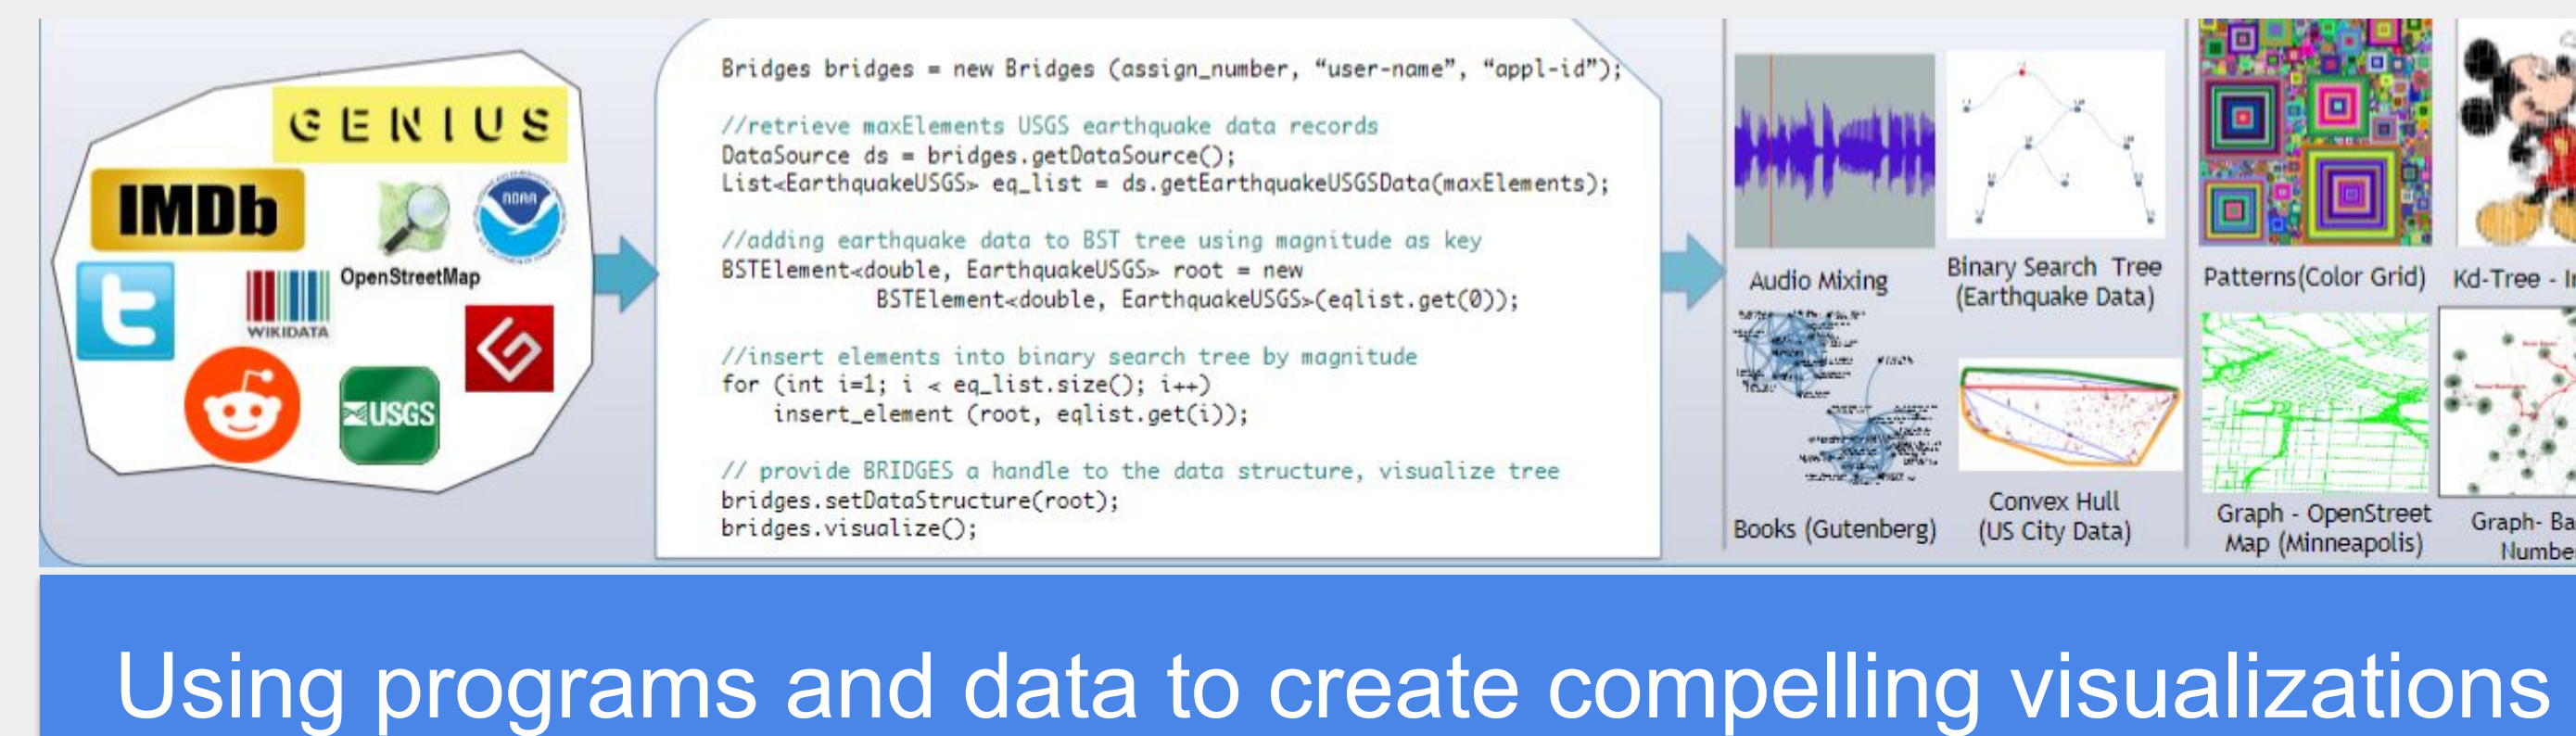 GENIUS
IMDb
NOAA
OpenStreetMap
WIKIDATA
USGS
Bridges bridges = new Bridges (assign_number, “user-name”, “appl-id”);
//retrieve maxElements USGS earthquake data records
DataSource ds = bridges.getDataSource();
List<EarthquakeUSGS> eq_list = ds.getEarthquakeUSGSData(maxElements);
//adding earthquake data to BST tree using magnitude as key
BSTElement<double, EarthquakeUSGS> root = new
BSTElement<double, EarthquakeUSGS>(eqlist.get(0));
//insert elements into binary search tree by magnitude
for (int i=1; i < eq_list.size(); i++)
insert_element (root, eqlist.get(i));
// provide BRIDGES a handle to the data structure, visualize tree
bridges.setDataStructure(root);
bridges.visualize();
Audio Mixing
Binary Search Tree
(Earthquake Data)
Books (Gutenberg)
Convex Hull
(US City Data)
Patterns(Color Grid)
Kd-Tree -
Graph - OpenStreet
Map (Minneapolis)
Graph-
Using programs and data to create compelling visualizations